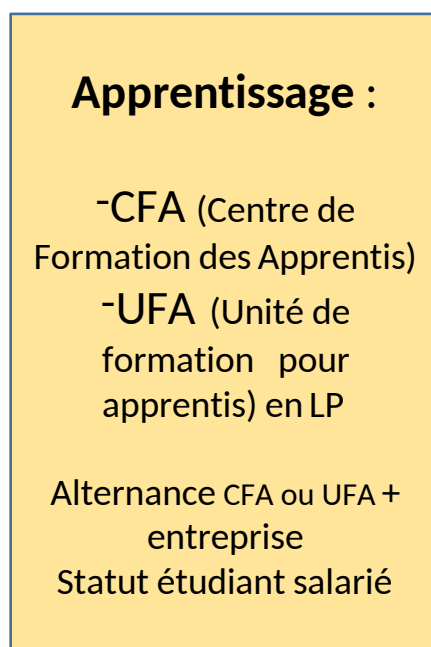 Apprentissage :
-CFA (Centre de
Formation des Apprentis)
-UFA (Unité de
formation pour
apprentis) en LP
Alternance CFA ou UFA +
entreprise
Statut étudiant salarié